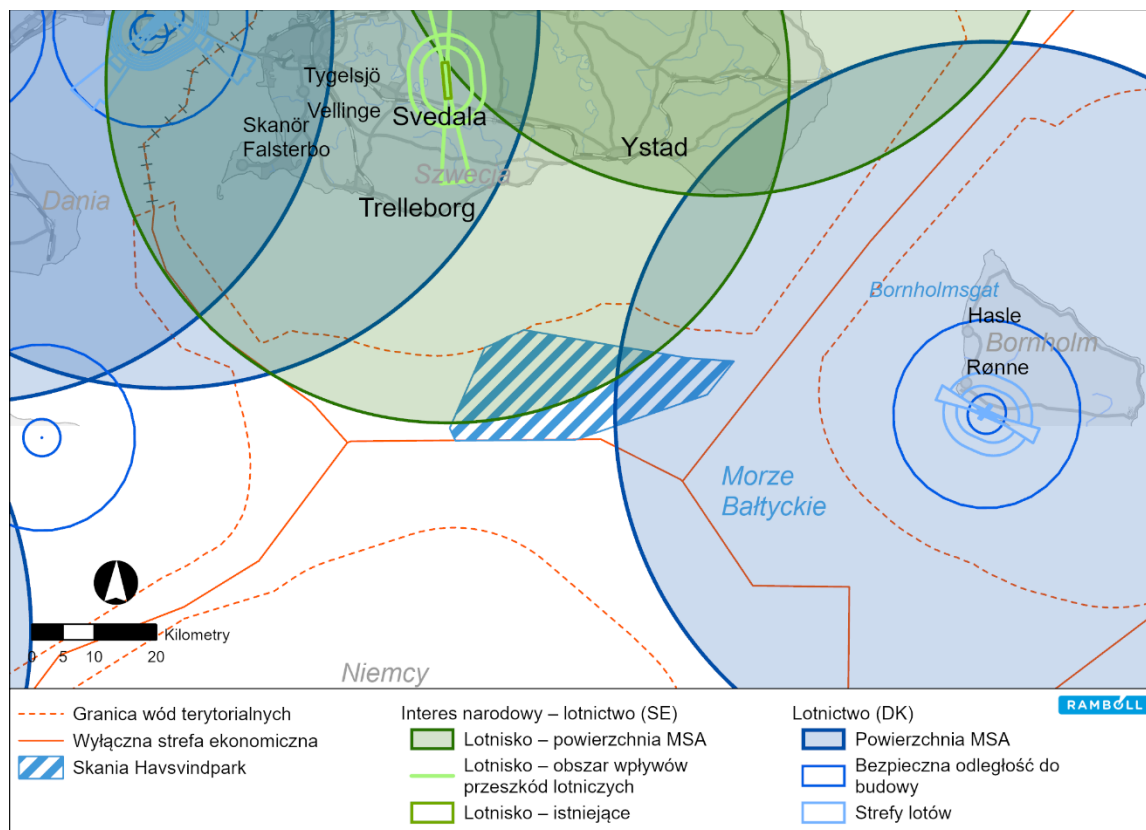 Tygelsjö
Vellinge
Svedala
Skanör
Falsterbo
Ystad
Szwecja
Dania
Trelleborg
Bornholmsgat
Hasle
Bornholm
Rønne
Morze
Bałtyckie
Kilometry
0 5 10 20
Niemcy
Granica wód terytorialnych
Wyłączna strefa ekonomiczna
Skania Havsvindpark
Interes narodowy – lotnictwo (SE)
Lotnisko – powierzchnia MSA
Lotnisko – obszar wpływów
przeszkód lotniczych
Lotnisko – istniejące
Lotnictwo (DK)
Powierzchnia MSA
Bezpieczna odległość do
budowy
Strefy lotów
RAMBOLL